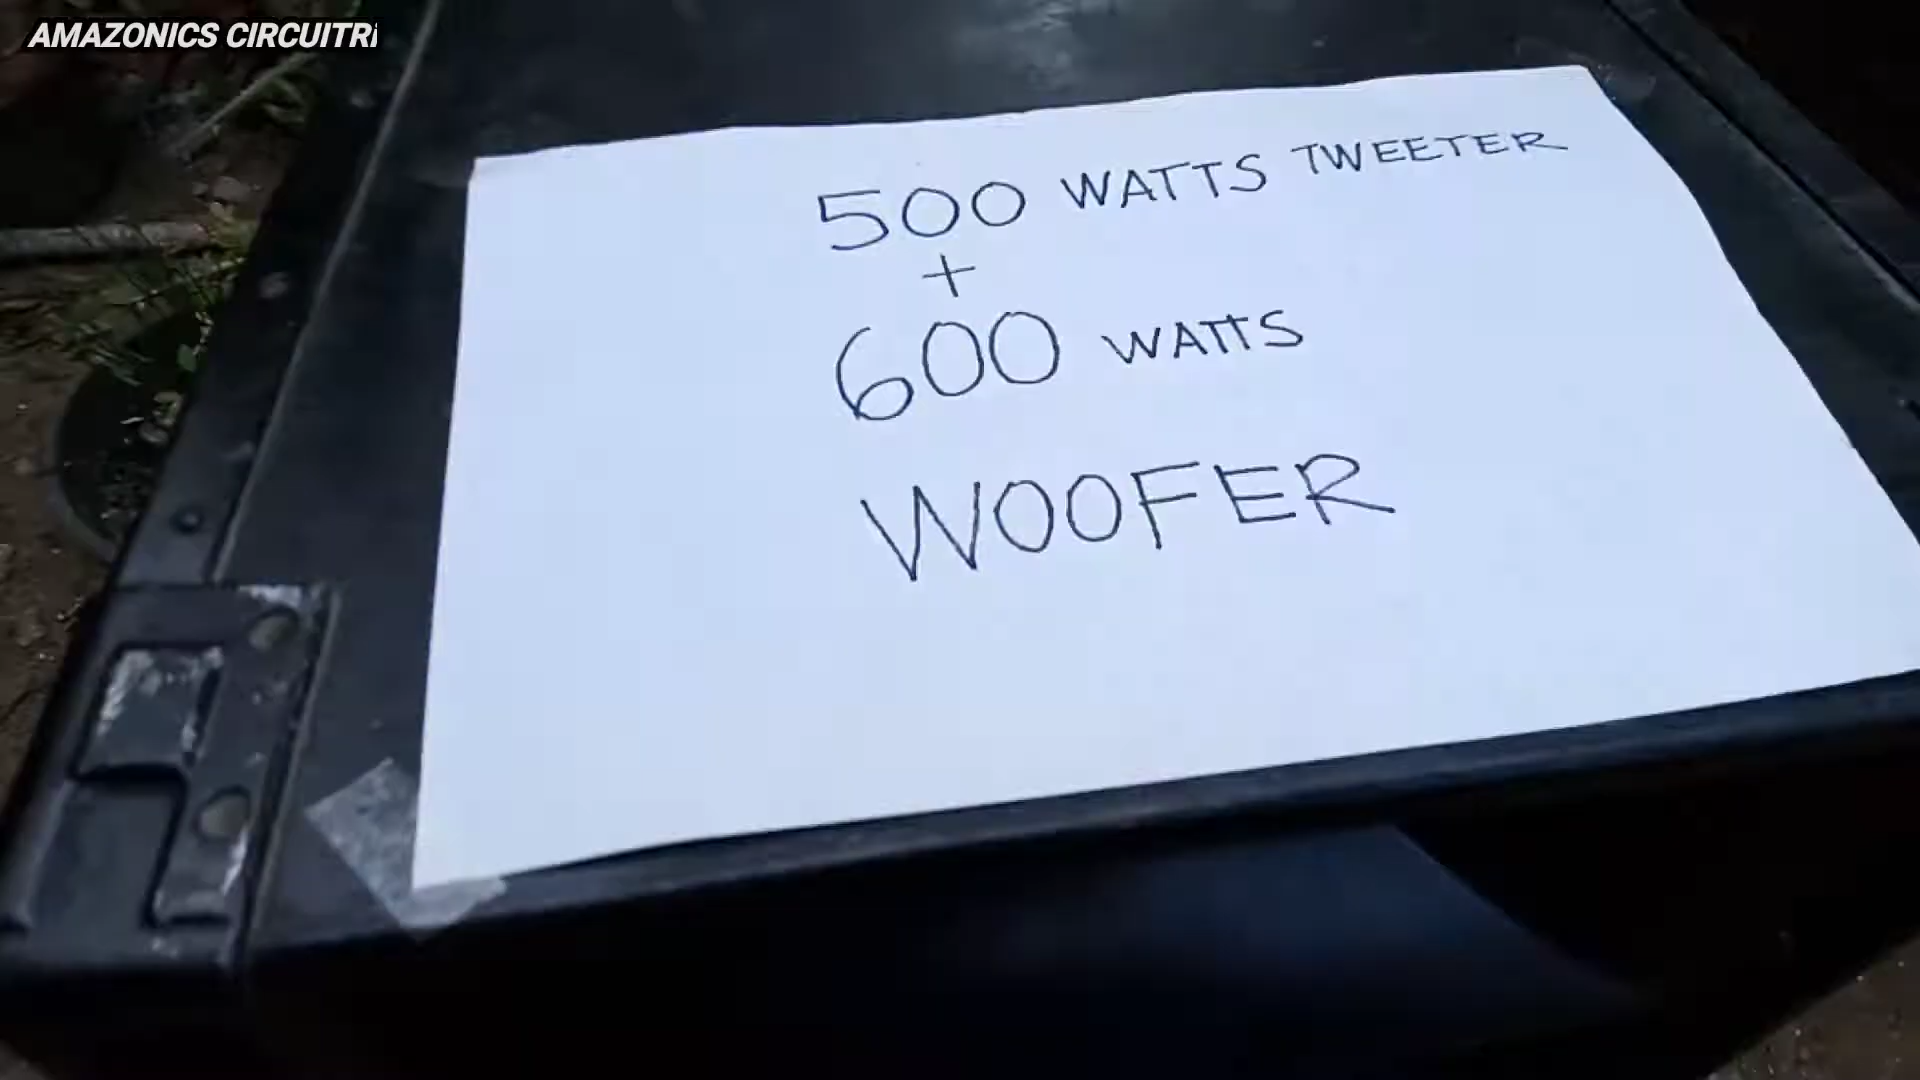 AMAZONICS CIRCUITRi
500 WATTS TWEETER
+
600 WATTS
WOOFER